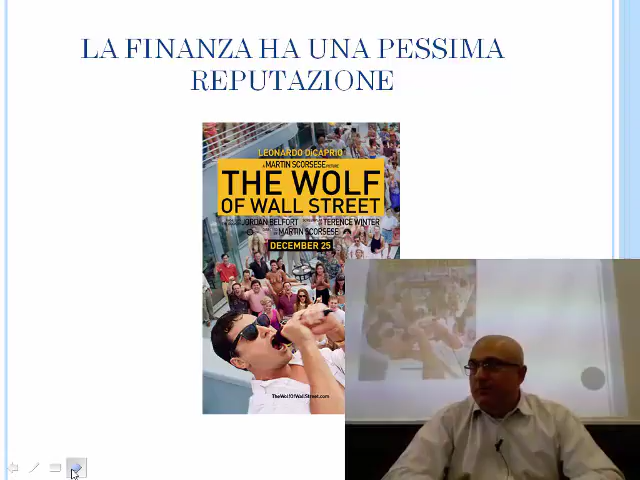 LA FINANZA HA UNA PESSIMA
REPUTAZIONE
LEONARDO DiCAPRIO
A MARTIN SCORSESE PICTURE
THE WOLF
OF WALL STREET
JORDAN BELFORT TERENCE WINTER
MARTIN SCORSESE
DECEMBER 25
TheWolfOfWallStreet.com